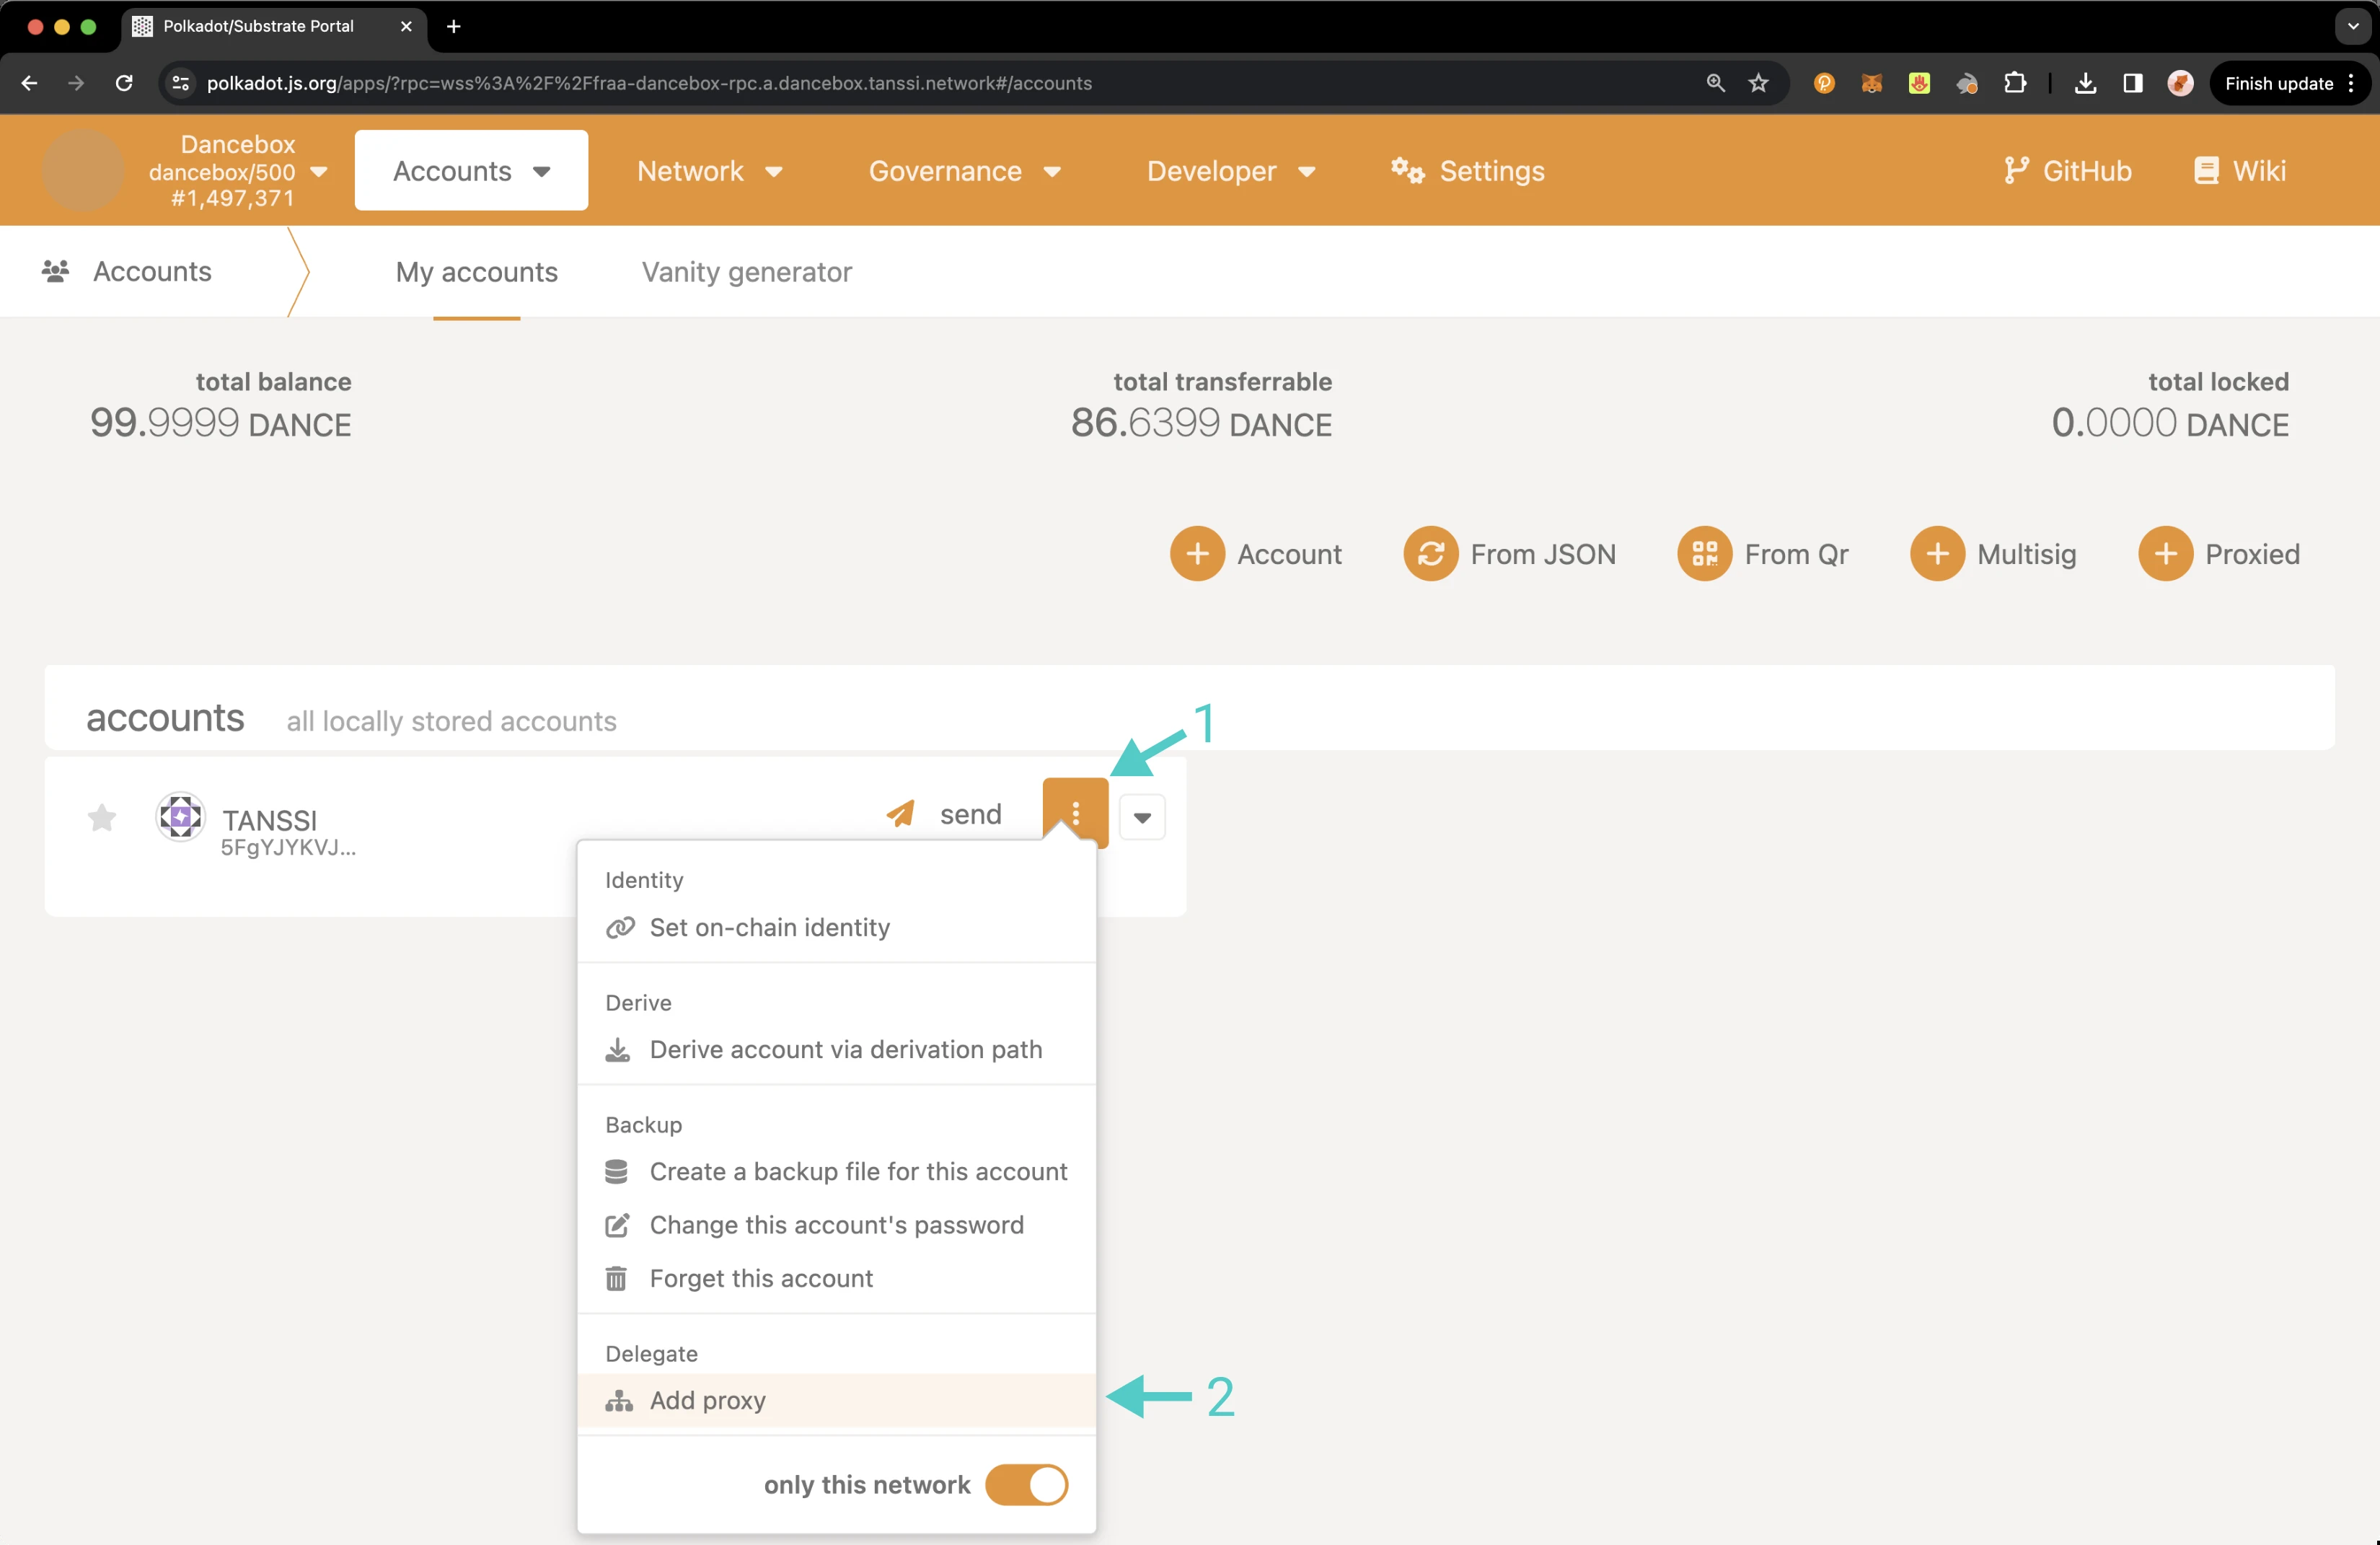 Polkadot/Substrate Portal
polkadot.js.org/apps/?rpc=wss%3A%2F%2Ffraa-dancebox-rpc.a.dancebox.tanssi.network#/accounts
Finish update
Dancebox
dancebox/500
#1,497,371
Accounts
Network
Governance
Developer
Settings
GitHub
Wiki
Accounts
My accounts
Vanity generator
total balance
99.9999 DANCE
total transferrable
86.6399 DANCE
total locked
0.0000 DANCE
Account
From JSON
From Qr
Multisig
Proxied
accounts
all locally stored accounts
1
TANSSI
5FgYJYKVJ...
send
Identity
Set on-chain identity
Derive
Derive account via derivation path
Backup
Create a backup file for this account
Change this account's password
Forget this account
Delegate
Add proxy
2
only this network